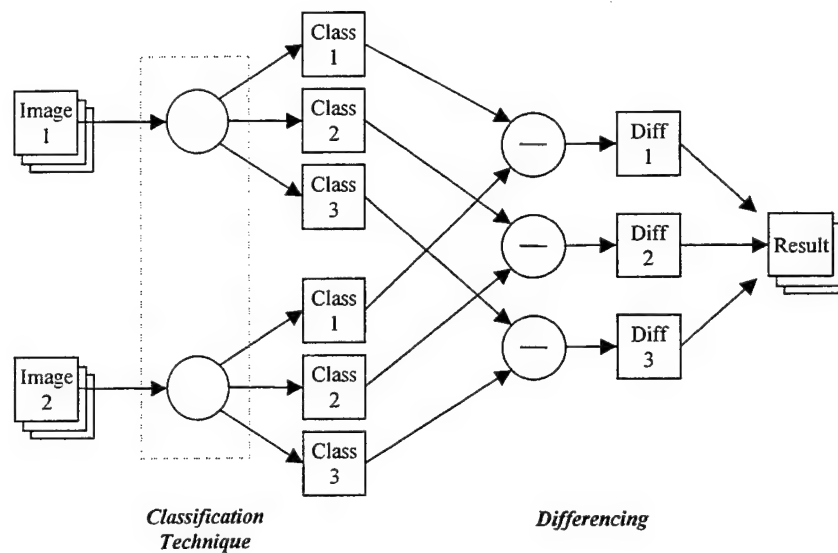 Image
1
Class
1
Class
2
Class
3
Image
2
Class
1
Class
2
Class
3
Diff
1
Diff
2
Diff
3
Result
Classification
Technique
Differencing